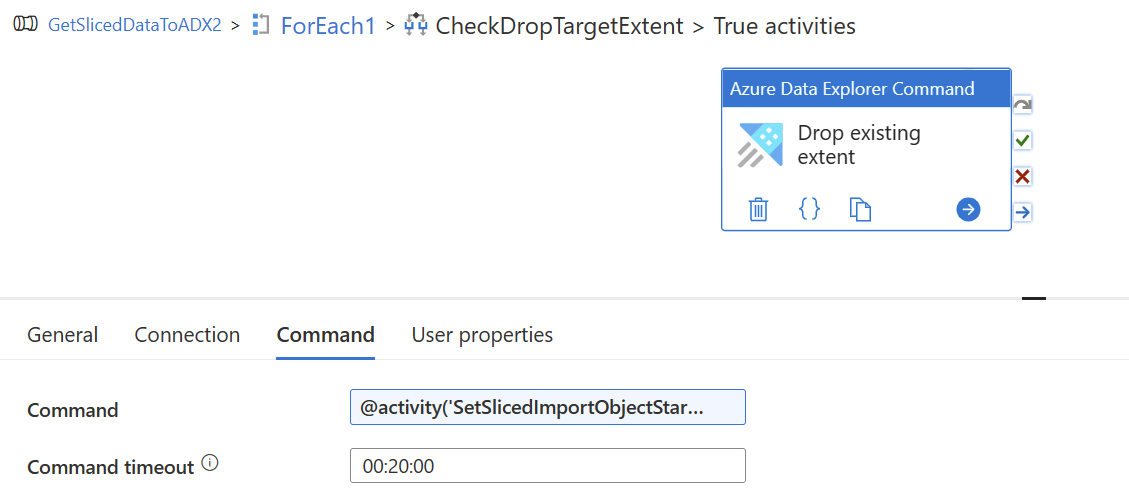 GetSlicedDataToADX2 > ForEach1 > CheckDropTargetExtent > True activities
Azure Data Explorer Command
Drop existing
extent
{}
General Connection Command User properties
Command @activity('SetSlicedImportObjectStar...
Command timeout 00:20:00